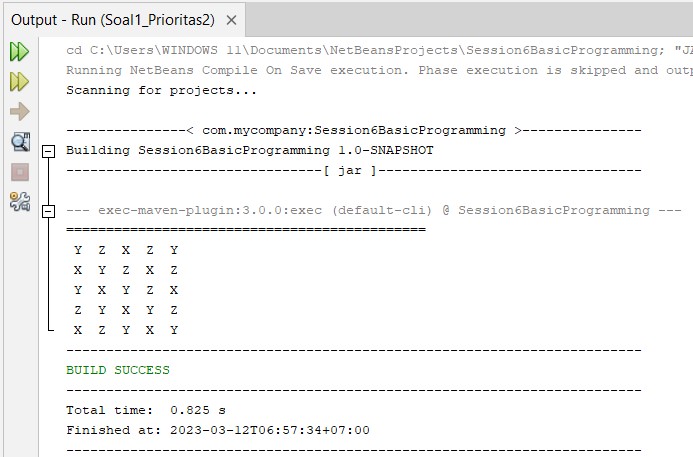 Output - Run (Soal1_Prioritas2) ×
cd C:\Users\WINDOWS 11\Documents\NetBeansProjects\Session6BasicProgramming; "JA
Running NetBeans Compile On Save execution. Phase execution is skipped and outp
Scanning for projects...
---------------< com.mycompany:Session6BasicProgramming >---------------
Building Session6BasicProgramming 1.0-SNAPSHOT
--------------------------------[ jar ]---------------------------------
--- exec-maven-plugin:3.0.0:exec (default-cli) @ Session6BasicProgramming ---
=============================================
Y Z X Z Y
X Y Z X Z
Y X Y Z X
Z Y X Y Z
X Z Y X Y
------------------------------------------------------------------------
BUILD SUCCESS
------------------------------------------------------------------------
Total time:  0.825 s
Finished at: 2023-03-12T06:57:34+07:00
------------------------------------------------------------------------